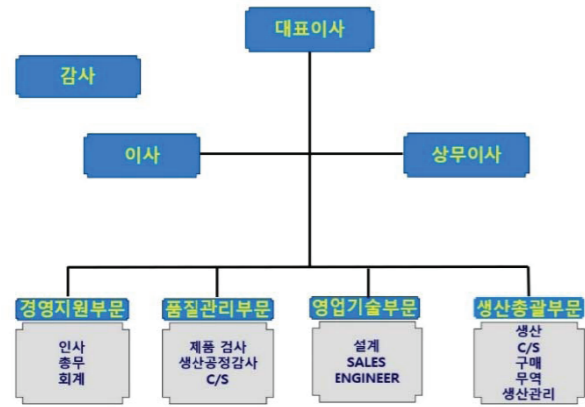 대표이사
감사
이사
상무이사
경영지원부문
인사
총무
회계
품질관리부문
제품 검사
생산공정감사
C/S
영업기술부문
설계
SALES
ENGINEER
생산총괄부문
생산
C/S
구매
무역
생산관리